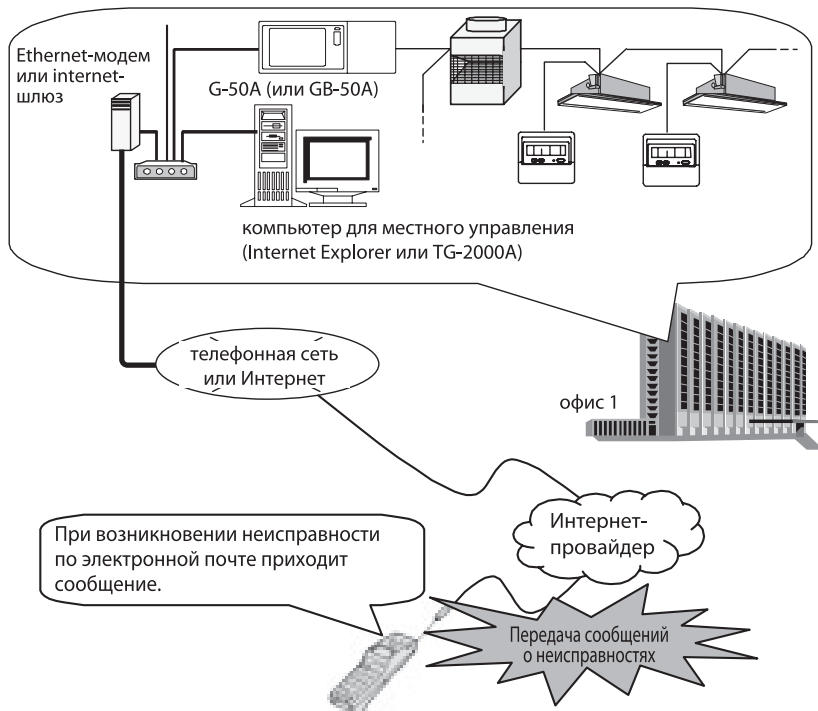 Ethernet-модем
или internet-
шлюз
G-50A (или GB-50A)
компьютер для местного управления
(Internet Explorer или TG-2000A)
телефонная сеть
или Интернет
офис 1
Интернет-
провайдер
При возникновении неисправности
по электронной почте приходит
сообщение.
Передача сообщений
о неисправностях